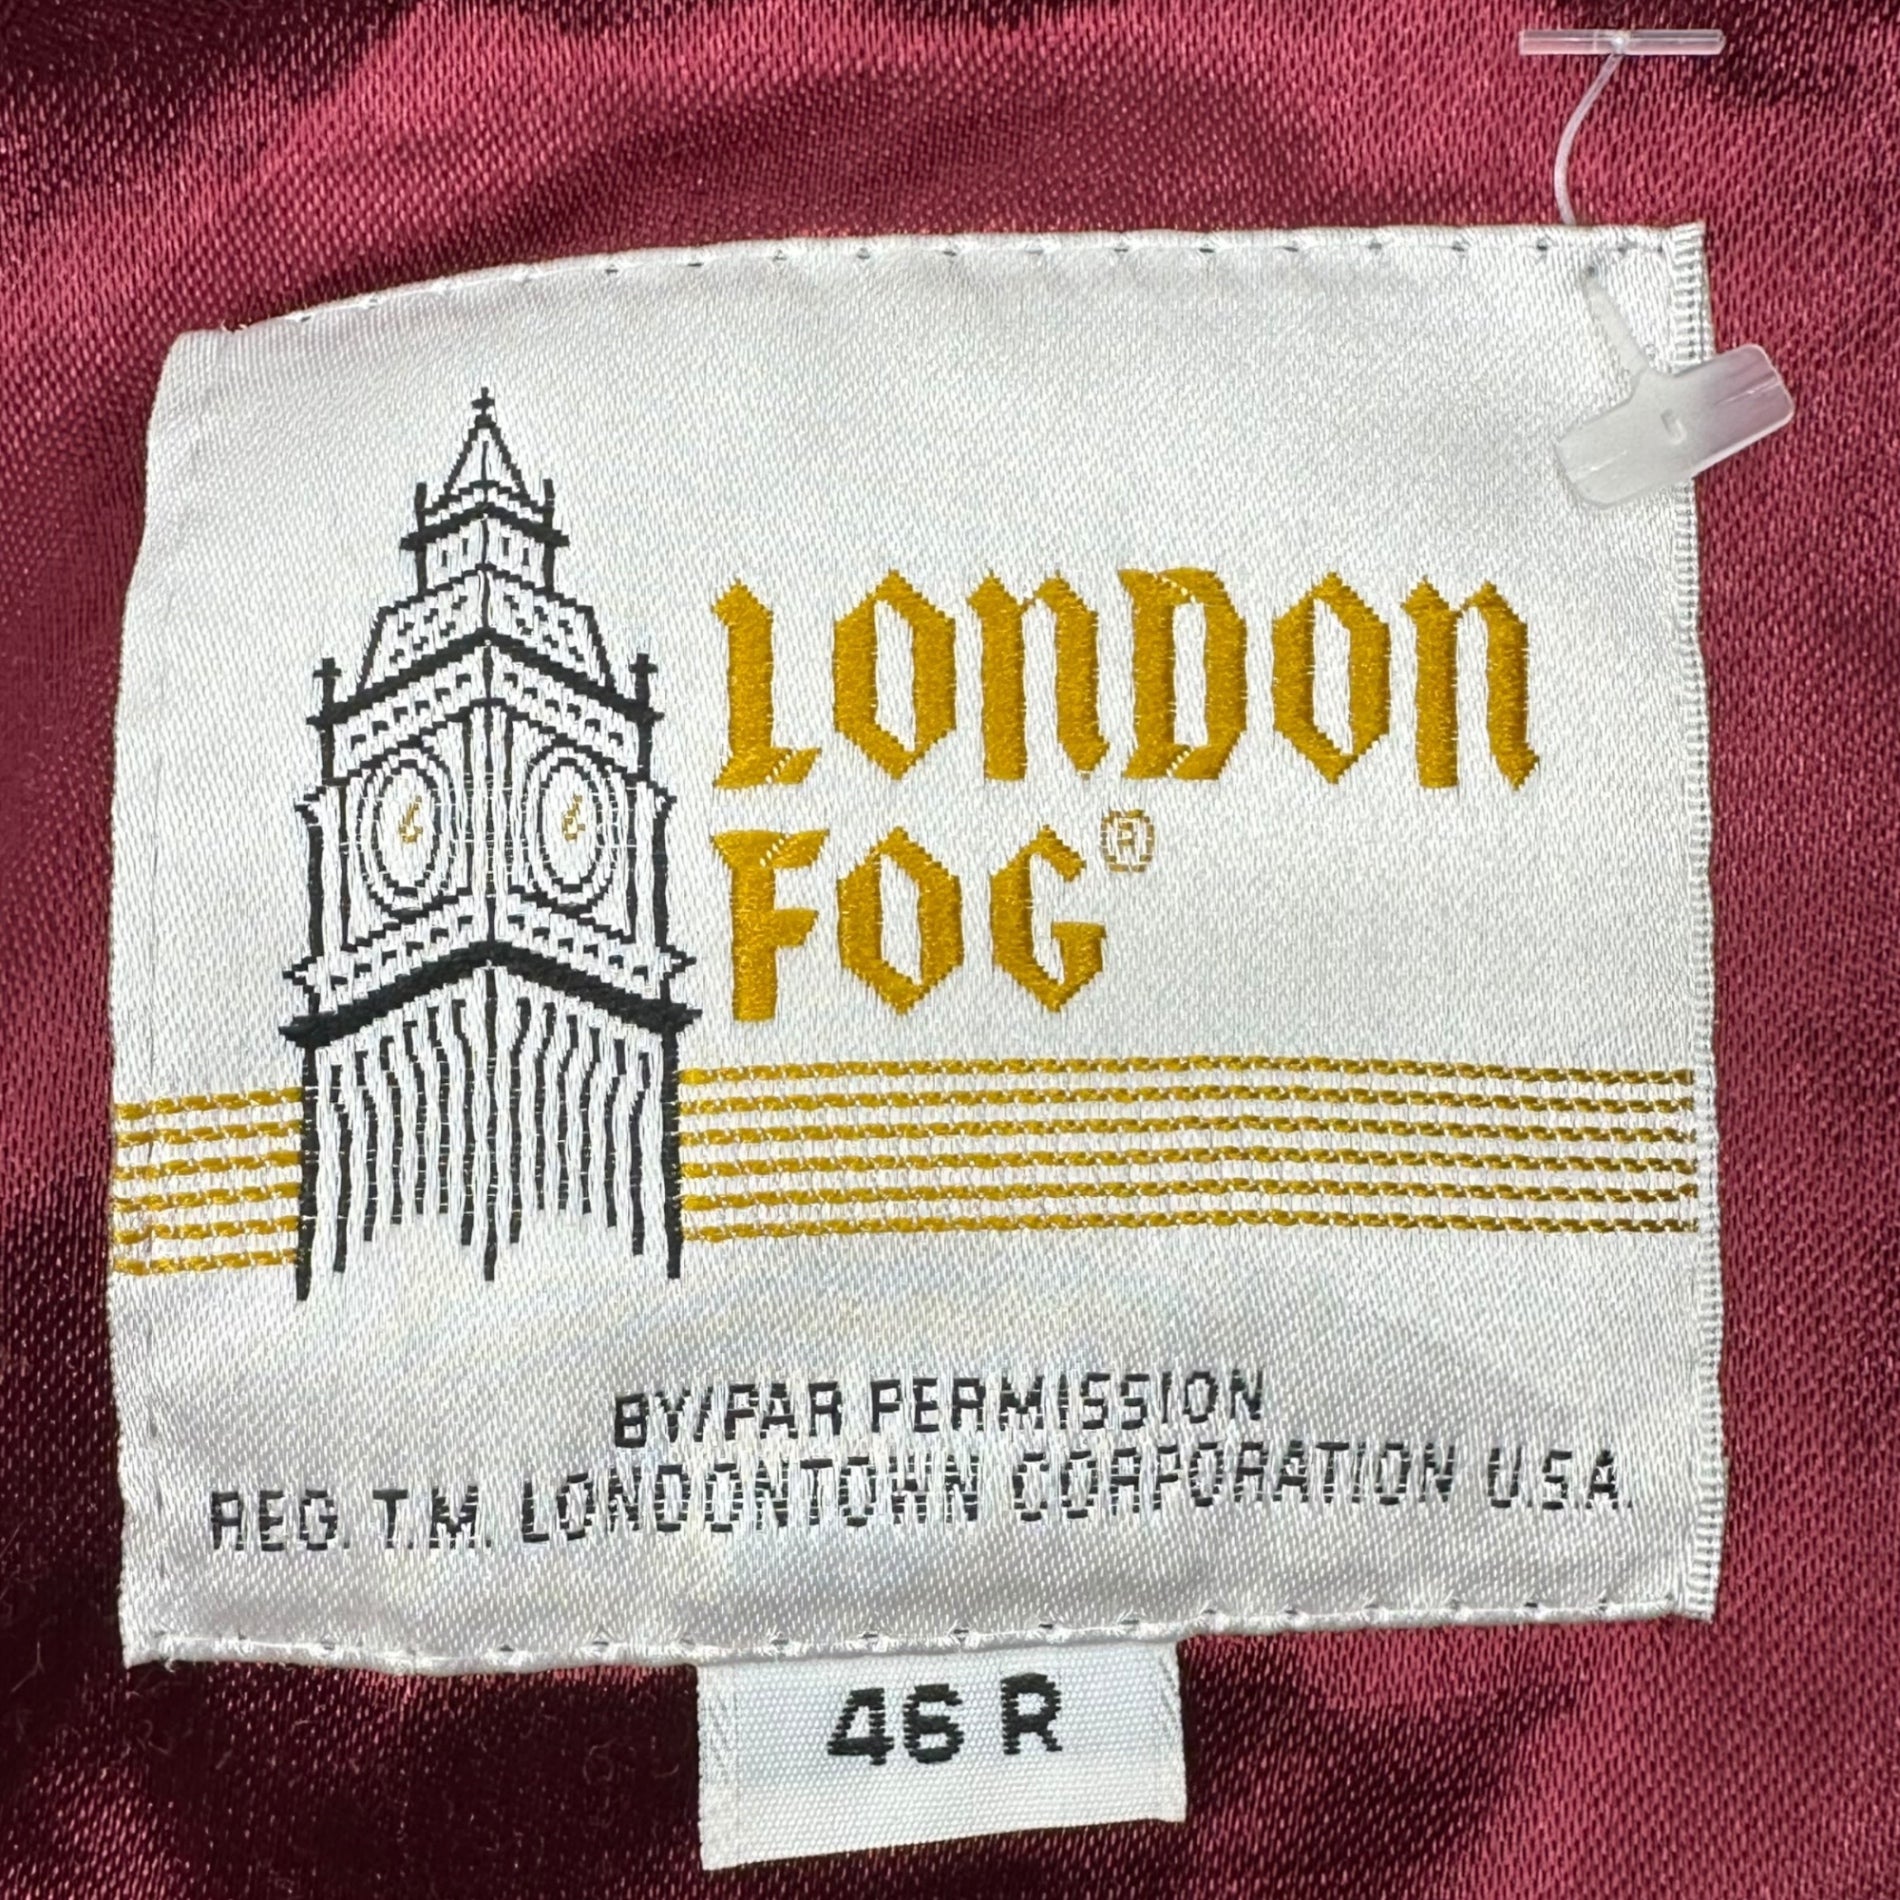 LONDON
FOG®
BY/PAR PERMISSION
REG. T.M. LONDONTOWN CORPORATION U.S.A.
46 R